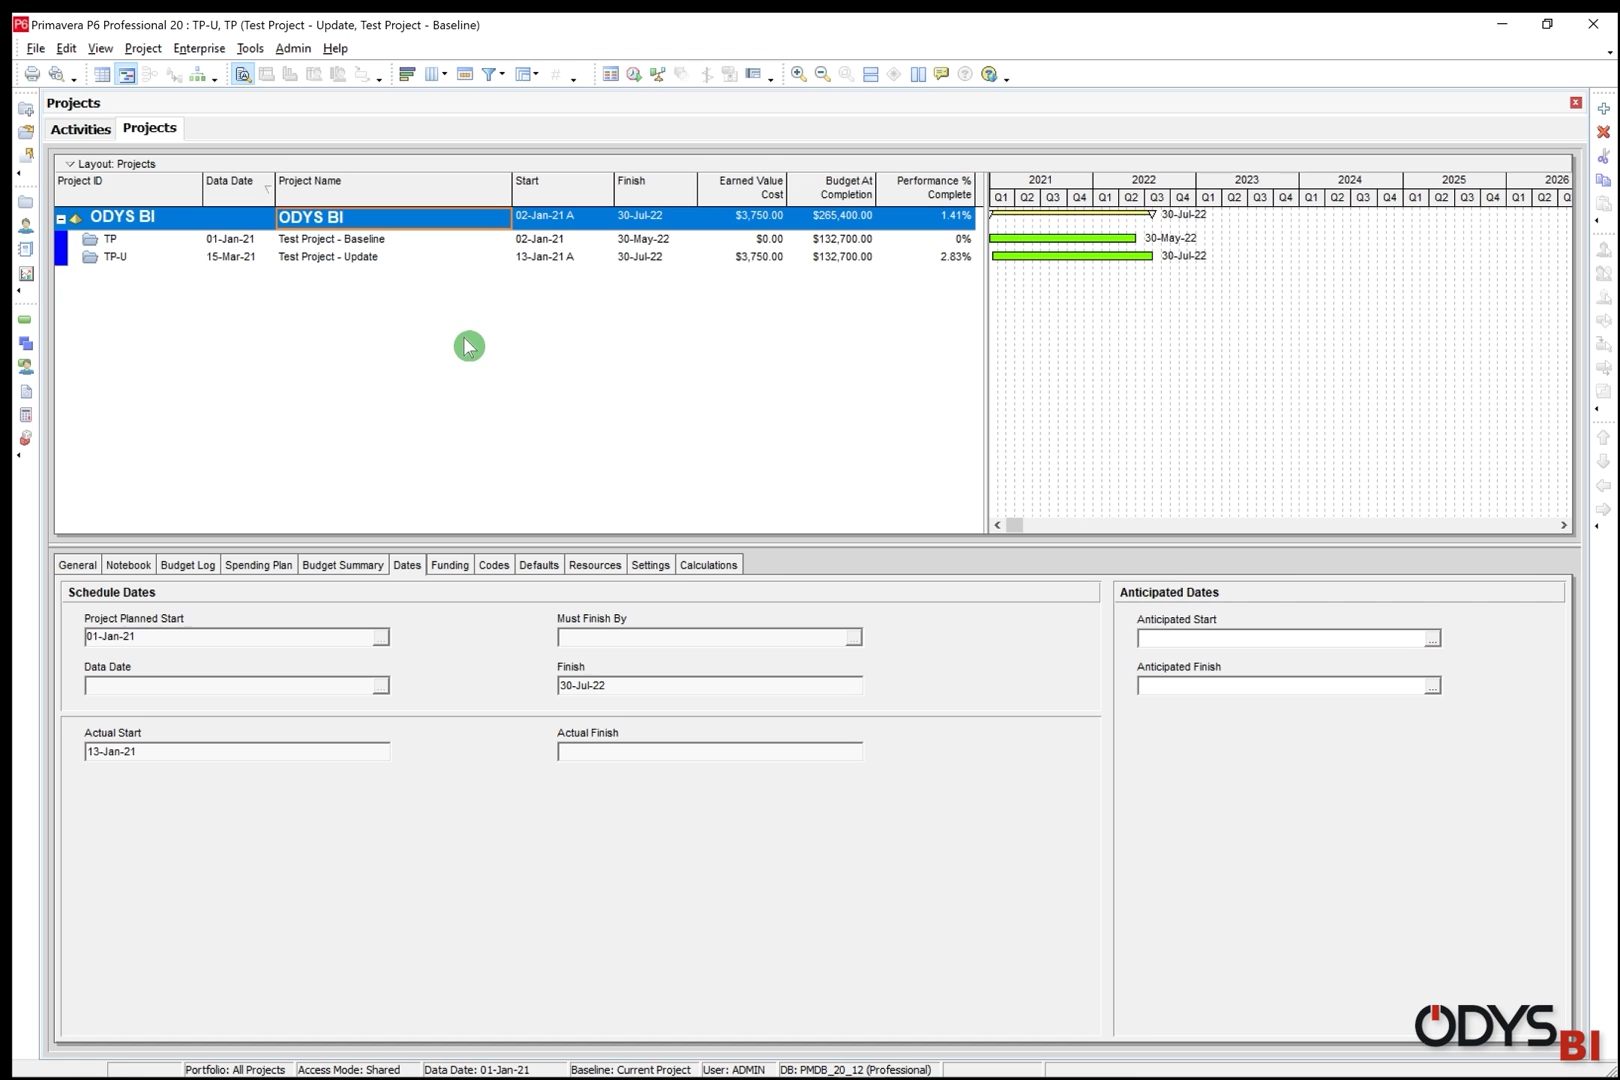 P6 Primavera P6 Professional 20 : TP-U, TP (Test Project - Update, Test Project - Baseline)
File Edit View Project Enterprise Tools Admin Help
Projects
Activities Projects
Layout: Projects
Project ID Data Date Project Name Start Finish Earned Value Cost Budget At Completion Performance % Complete
2021 2022 2023 2024 2025 2026
Q1 Q2 Q3 Q4 Q1 Q2 Q3 Q4 Q1 Q2 Q3 Q4 Q1 Q2 Q3 Q4 Q1 Q2 Q3 Q4 Q1 Q2
ODYS BI ODYS BI 02-Jan-21 A 30-Jul-22 $3,750.00 $265,400.00 1.41% 30-Jul-22
TP 01-Jan-21 Test Project - Baseline 02-Jan-21 30-May-22 $0.00 $132,700.00 0% 30-May-22
TP-U 15-Mar-21 Test Project - Update 13-Jan-21 A 30-Jul-22 $3,750.00 $132,700.00 2.83% 30-Jul-22
General Notebook Budget Log Spending Plan Budget Summary Dates Funding Codes Defaults Resources Settings Calculations
Schedule Dates Anticipated Dates
Project Planned Start Must Finish By Anticipated Start
01-Jan-21
Data Date Finish Anticipated Finish
30-Jul-22
Actual Start Actual Finish
13-Jan-21
ODYS BI
Portfolio: All Projects Access Mode: Shared Data Date: 01-Jan-21 Baseline: Current Project User: ADMIN DB: PMDB_20_12 (Professional)